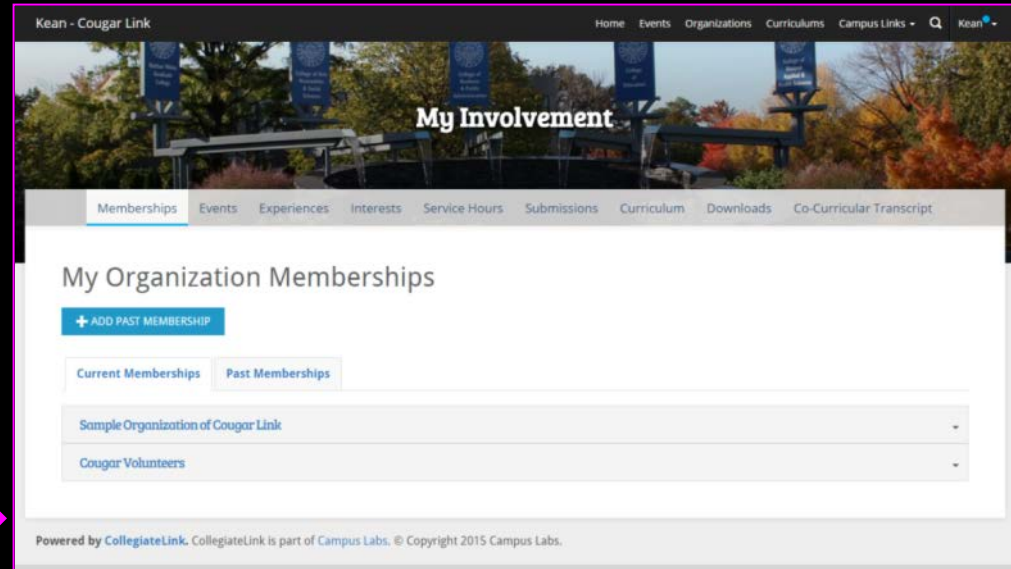 Kean - Cougar Link
Home Events Organizations Curriculums Campus Links Kean
My Involvement
Memberships Events Experiences Interests Service Hours Submissions Curriculum Downloads Co-Curricular Transcript
My Organization Memberships
+ ADD PAST MEMBERSHIP
Current Memberships Past Memberships
Sample Organization of Cougar Link
Cougar Volunteers
Powered by CollegiateLink. CollegiateLink is part of Campus Labs. © Copyright 2015 Campus Labs.